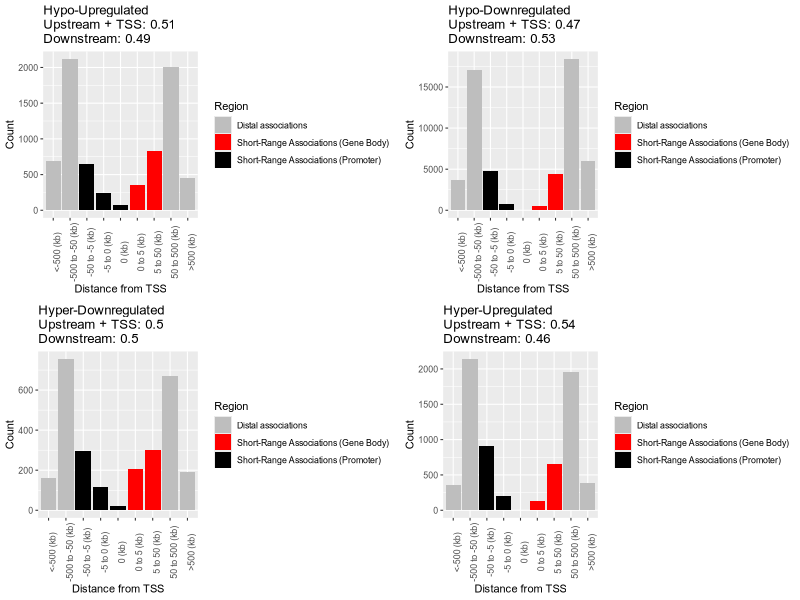 Hypo-Upregulated
Upstream + TSS: 0.51
Downstream: 0.49
2000
1500
1000
500
0
Count
<-500 (kb)
-500 to -50 (kb)
-50 to -5 (kb)
-5 to 0 (kb)
0 (kb)
0 to 5 (kb)
5 to 50 (kb)
50 to 500 (kb)
>500 (kb)
Distance from TSS
Region
Distal associations
Short-Range Associations (Gene Body)
Short-Range Associations (Promoter)
Hypo-Downregulated
Upstream + TSS: 0.47
Downstream: 0.53
15000
10000
5000
0
Count
<-500 (kb)
-500 to -50 (kb)
-50 to -5 (kb)
-5 to 0 (kb)
0 (kb)
0 to 5 (kb)
5 to 50 (kb)
50 to 500 (kb)
>500 (kb)
Distance from TSS
Region
Distal associations
Short-Range Associations (Gene Body)
Short-Range Associations (Promoter)
Hyper-Downregulated
Upstream + TSS: 0.5
Downstream: 0.5
600
400
200
0
Count
<-500 (kb)
-500 to -50 (kb)
-50 to -5 (kb)
-5 to 0 (kb)
0 (kb)
0 to 5 (kb)
5 to 50 (kb)
50 to 500 (kb)
>500 (kb)
Distance from TSS
Region
Distal associations
Short-Range Associations (Gene Body)
Short-Range Associations (Promoter)
Hyper-Upregulated
Upstream + TSS: 0.54
Downstream: 0.46
2000
1500
1000
500
0
Count
<-500 (kb)
-500 to -50 (kb)
-50 to -5 (kb)
-5 to 0 (kb)
0 (kb)
0 to 5 (kb)
5 to 50 (kb)
50 to 500 (kb)
>500 (kb)
Distance from TSS
Region
Distal associations
Short-Range Associations (Gene Body)
Short-Range Associations (Promoter)